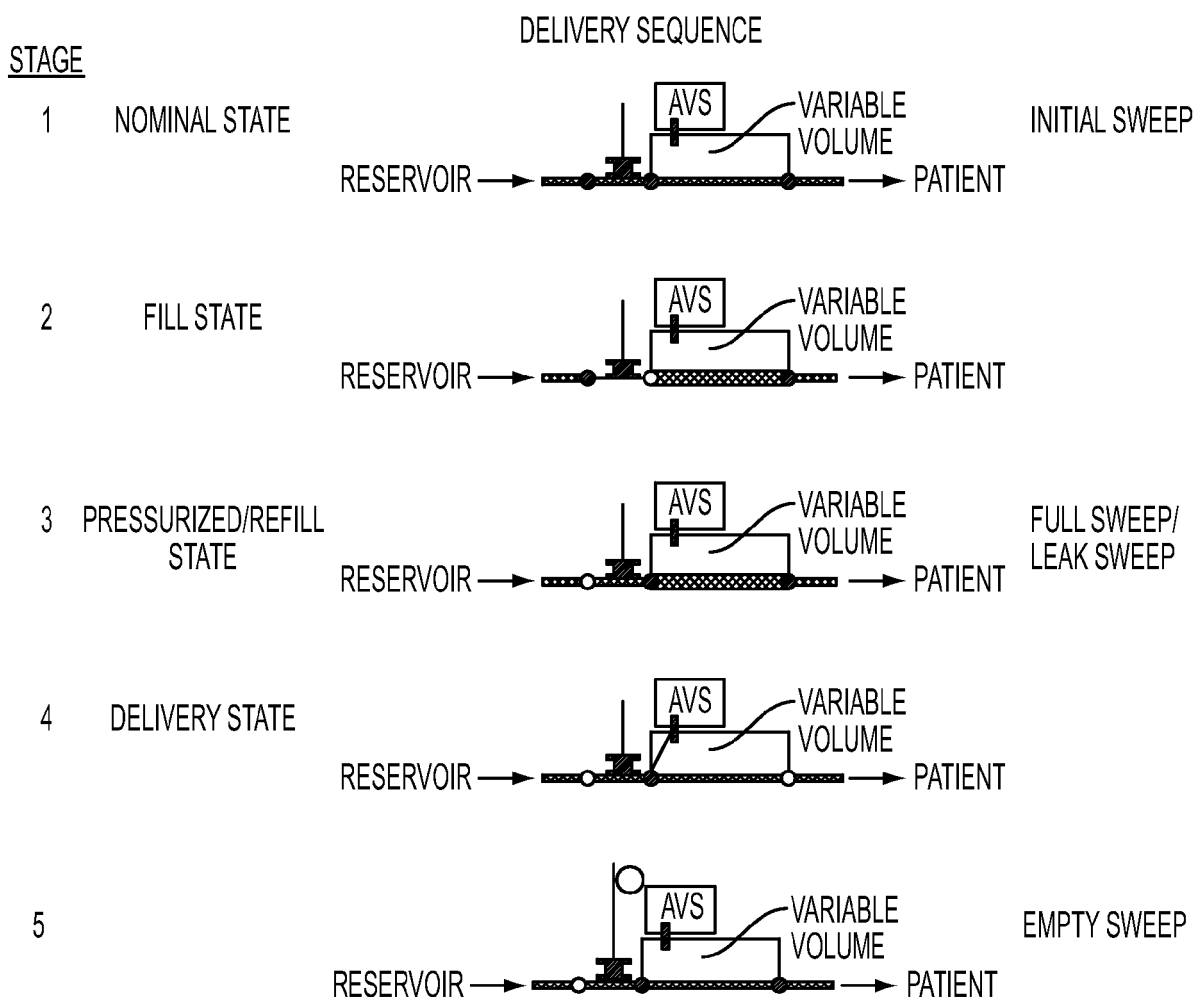 DELIVERY SEQUENCE
STAGE
1 NOMINAL STATE
AVS
VARIABLE
VOLUME
INITIAL SWEEP
RESERVOIR
PATIENT
2 FILL STATE
AVS
VARIABLE
VOLUME
RESERVOIR
PATIENT
3 PRESSURIZED/REFILL
STATE
AVS
VARIABLE
VOLUME
FULL SWEEP/
LEAK SWEEP
RESERVOIR
PATIENT
4 DELIVERY STATE
AVS
VARIABLE
VOLUME
RESERVOIR
PATIENT
5
AVS
VARIABLE
VOLUME
EMPTY SWEEP
RESERVOIR
PATIENT